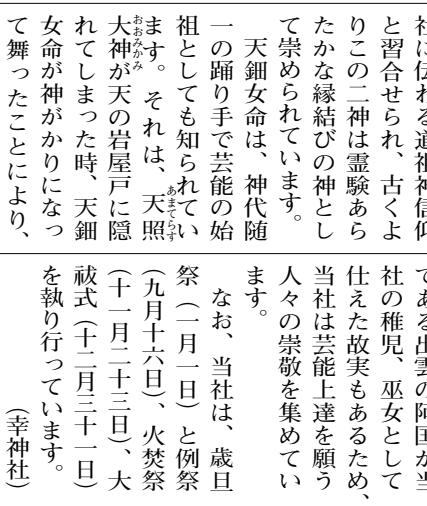 社に伝わる道祖神信仰
と習合せられ、古くよ
りこの二神は霊験あら
たかな縁結びの神とし
て崇められています。
天鈿女命は、神代随
一の踊り手で芸能の始
祖としても知られてい
ます。それは、天照
あまてらす
大神が天の岩屋戸に隠
おおみかみ
れてしまった時、天鈿
女命が神がかりになっ
て舞ったことにより、
である出雲の阿国が当
社の稚児、巫女として
仕えた故実もあるため、
当社は芸能上達を願う
人々の崇敬を集めてい
ます。
なお、当社は、歳旦
祭（一月一日）と例祭
（九月十六日）、火焚祭
（十一月二十三日）、大
祓式（十二月三十一日）
を執り行っています。
（幸神社）